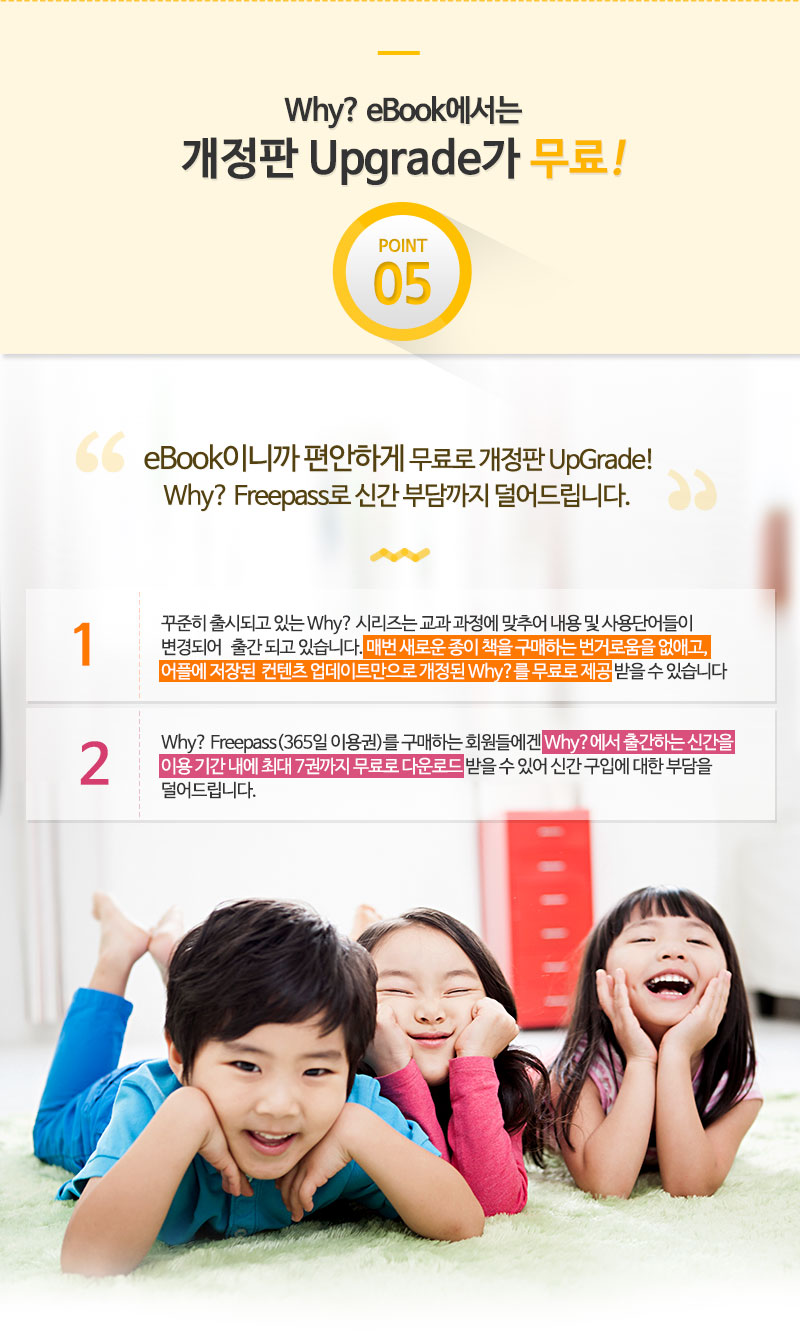 Why? eBook에서는
개정판 Upgrade가 무료!
POINT
05
“ eBook이니까 편안하게 무료로 개정판 UpGrade!
Why? Freepass로 신간 부담까지 덜어드립니다. ”
1
꾸준히 출시되고 있는 Why? 시리즈는 교과 과정에 맞추어 내용 및 사용단어들이
변경되어 출간 되고 있습니다. 매번 새로운 종이 책을 구매하는 번거로움을 없애고,
어플에 저장된 컨텐츠 업데이트만으로 개정된 Why? 를 무료로 제공 받을 수 있습니다
2
Why? Freepass(365일 이용권)를 구매하는 회원들에겐 Why? 에서 출간하는 신간을
이용 기간 내에 최대 7권까지 무료로 다운로드 받을 수 있어 신간 구입에 대한 부담을
덜어드립니다.